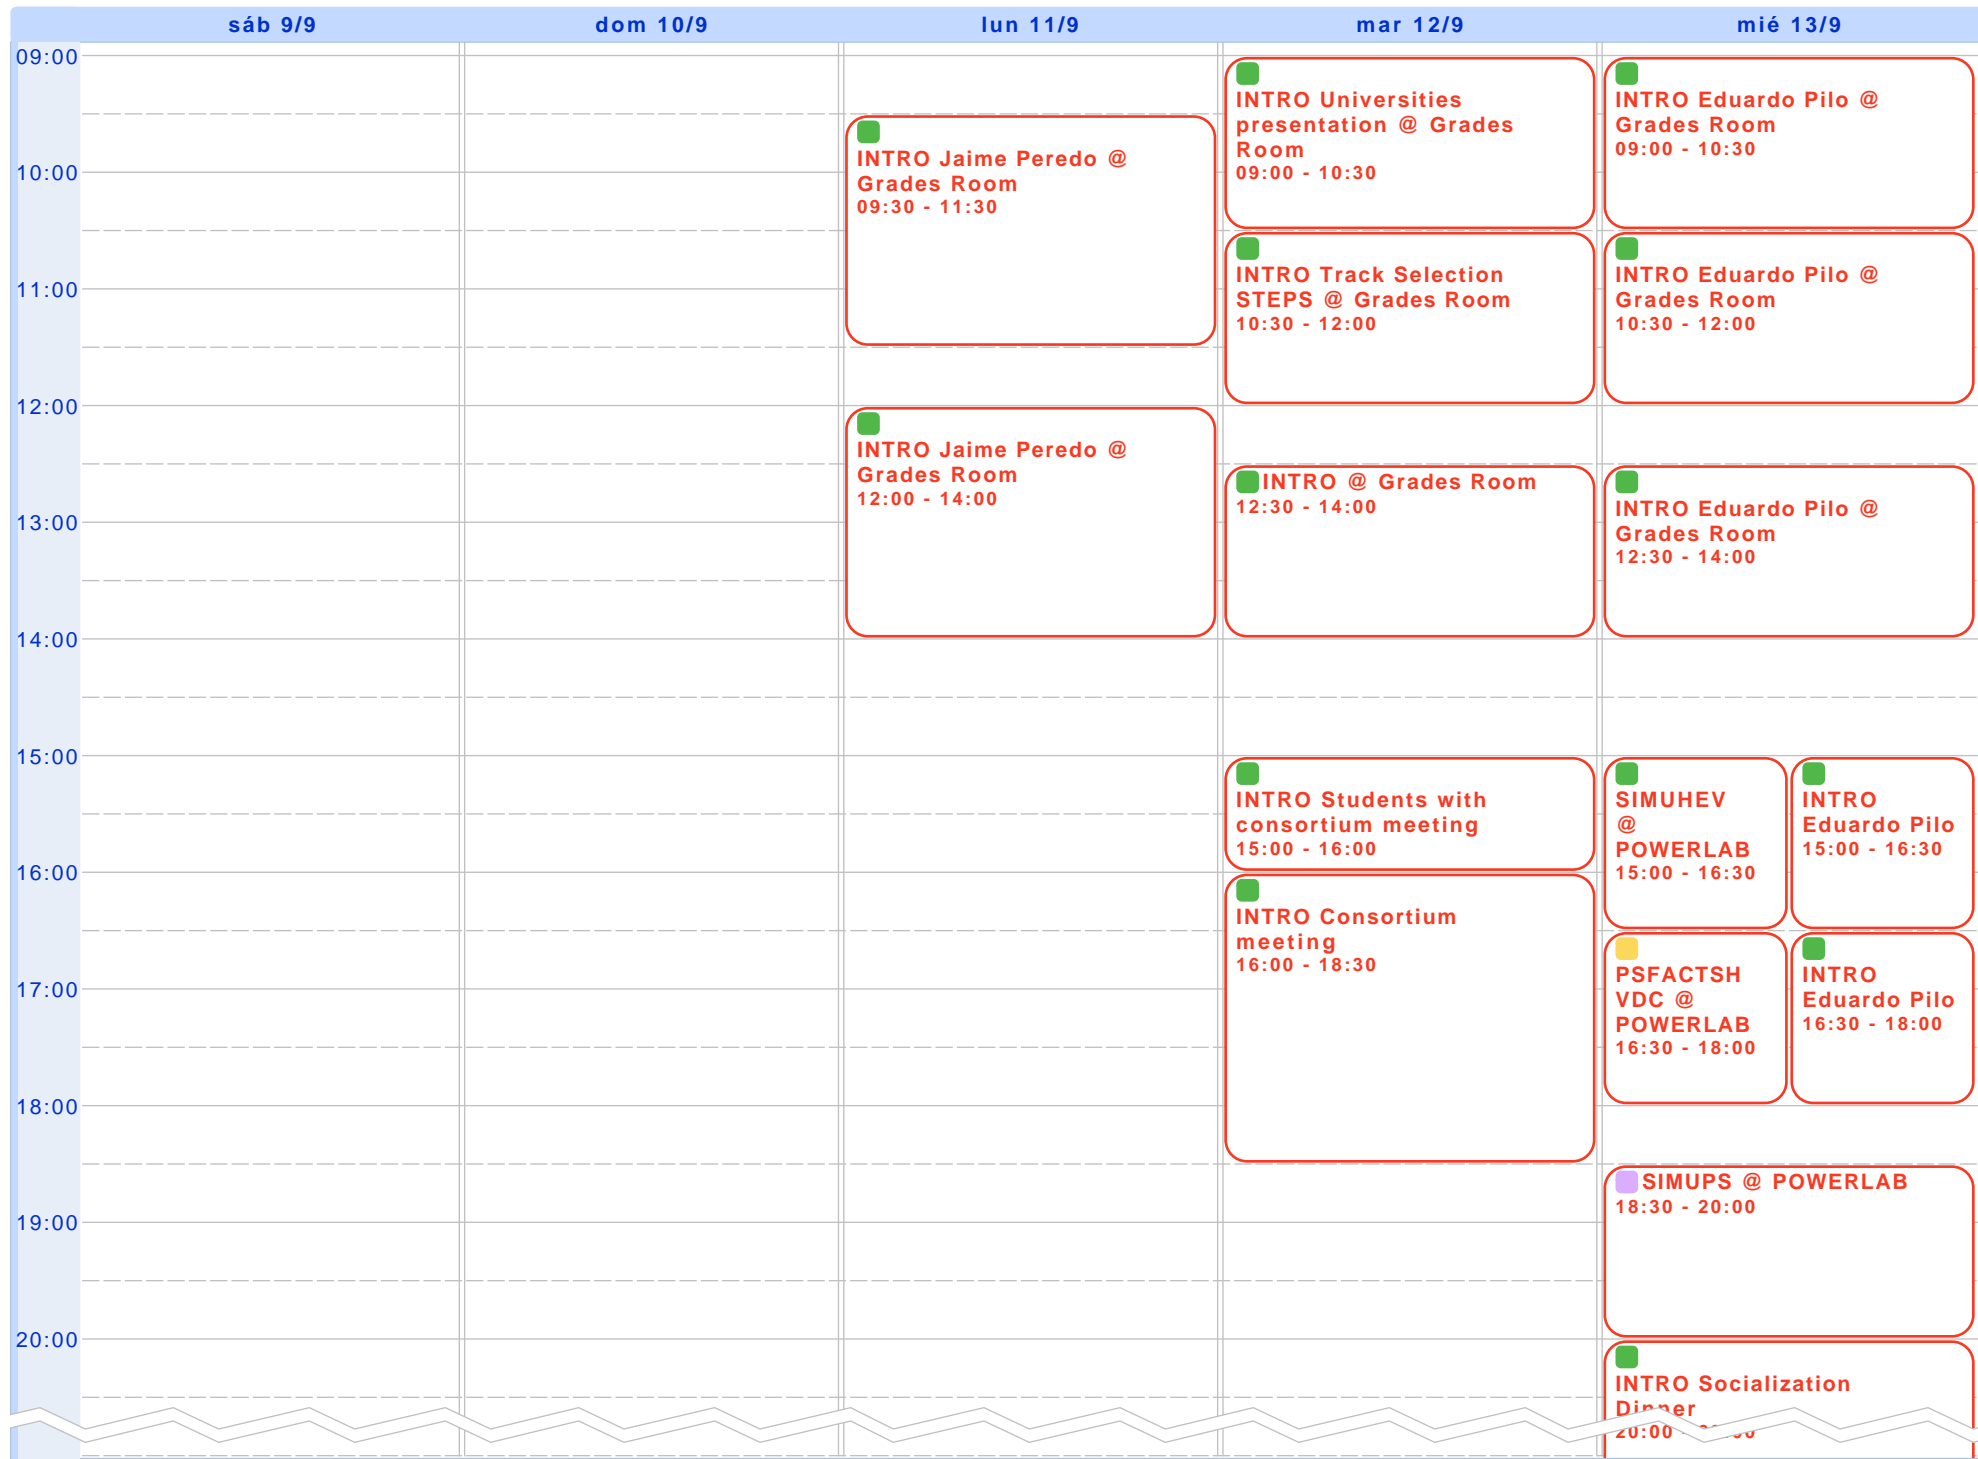 sáb 9/9
dom 10/9
lun 11/9
mar 12/9
mié 13/9
09:00
10:00
11:00
12:00
13:00
14:00
15:00
16:00
17:00
18:00
19:00
20:00
INTRO Jaime Peredo @
Grades Room
09:30 - 11:30
INTRO Jaime Peredo @
Grades Room
12:00 - 14:00
INTRO Universities
presentation @ Grades
Room
09:00 - 10:30
INTRO Track Selection
STEPS @ Grades Room
10:30 - 12:00
INTRO @ Grades Room
12:30 - 14:00
INTRO Students with
consortium meeting
15:00 - 16:00
INTRO Consortium
meeting
16:00 - 18:30
INTRO Eduardo Pilo @
Grades Room
09:00 - 10:30
INTRO Eduardo Pilo @
Grades Room
10:30 - 12:00
INTRO Eduardo Pilo @
Grades Room
12:30 - 14:00
SIMUHEV
@
POWERLAB
15:00 - 16:30
INTRO
Eduardo Pilo
15:00 - 16:30
PSFACTSH
VDC @
POWERLAB
16:30 - 18:00
INTRO
Eduardo Pilo
16:30 - 18:00
SIMUPS @ POWERLAB
18:30 - 20:00
INTRO Socialization
Dinner
20:00 -